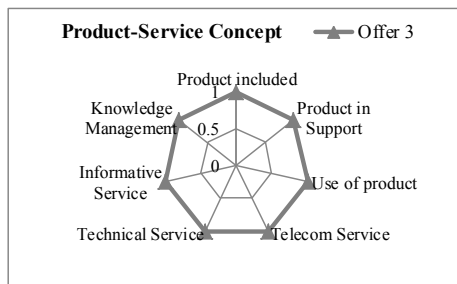 Product-Service Concept
Offer 3
Product included
1
Knowledge
Management
Product in
Support
0.5
0
Informative
Service
Use of product
Technical Service
Telecom Service